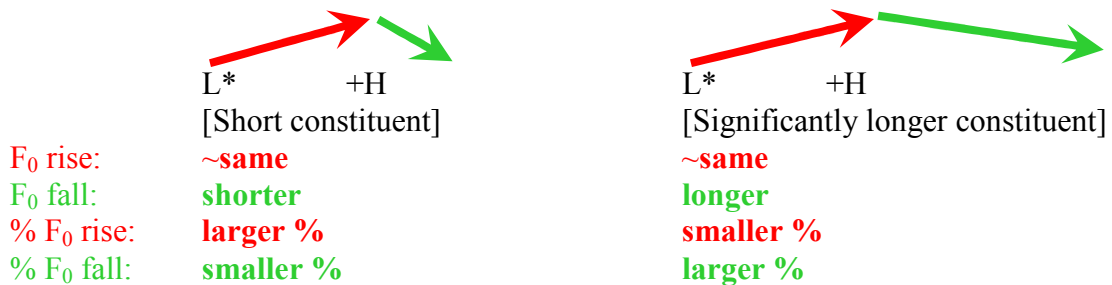 L* +H L* +H
[Short constituent] [Significantly longer constituent]
F₀ rise: ~same ~same
F₀ fall: shorter longer
% F₀ rise: larger % smaller %
% F₀ fall: smaller % larger %